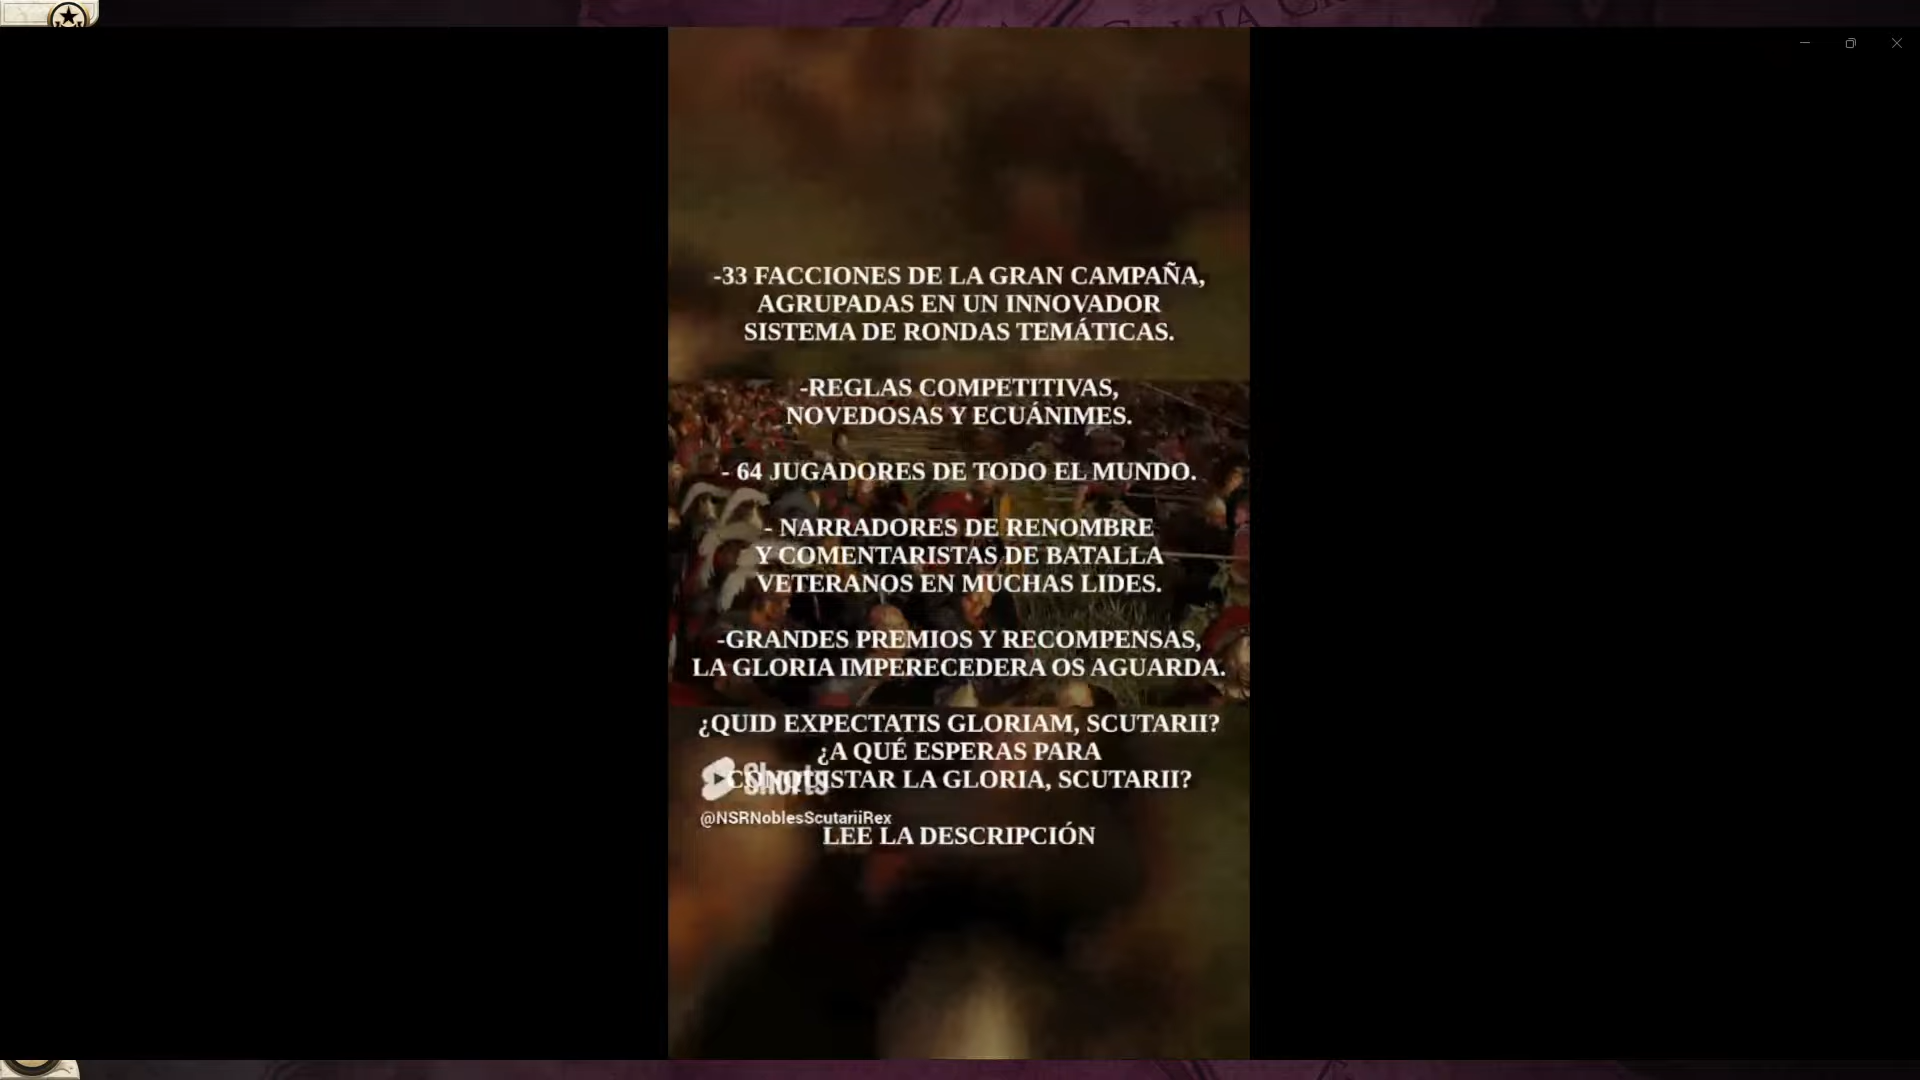 -33 FACCIONES DE LA GRAN CAMPAÑA,
AGRUPADAS EN UN INNOVADOR
SISTEMA DE RONDAS TEMÁTICAS.
-REGLAS COMPETITIVAS,
NOVEDOSAS Y ECUÁNIMES.
- 64 JUGADORES DE TODO EL MUNDO.
- NARRADORES DE RENOMBRE
Y COMENTARISTAS DE BATALLA
VETERANOS EN MUCHAS LIDES.
-GRANDES PREMIOS Y RECOMPENSAS,
LA GLORIA IMPERECEDERA OS AGUARDA.
¿QUID EXPECTATIS GLORIAM, SCUTARII?
¿A QUÉ ESPERAS PARA
CONQUISTAR LA GLORIA, SCUTARII?
Shorts
@NSRNoblesScutariiRex
LEE LA DESCRIPCIÓN